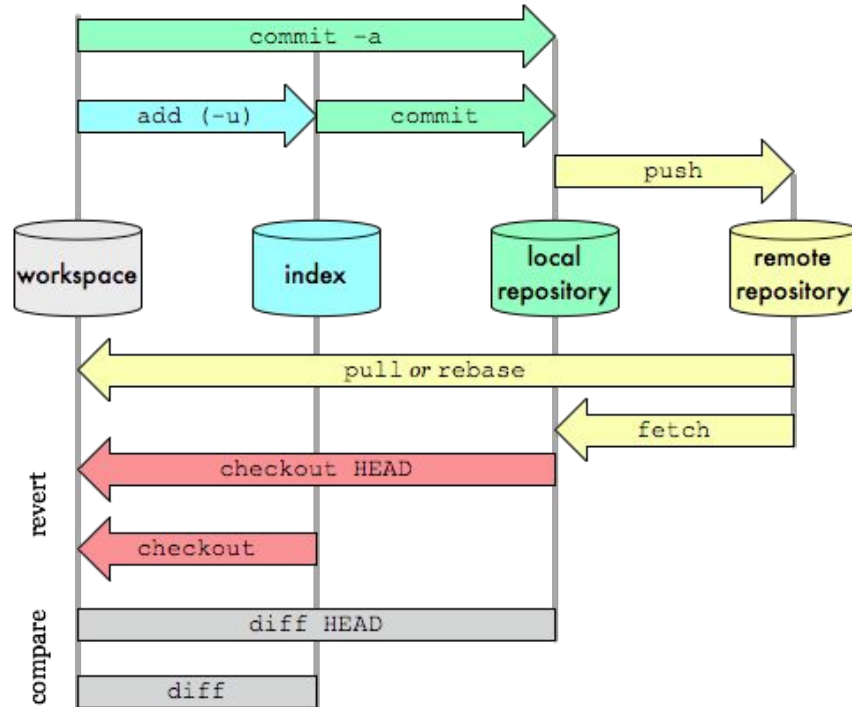 commit -a
add (-u)
commit
push
workspace
index
local
repository
remote
repository
pull or rebase
fetch
revert
checkout HEAD
checkout
compare
diff HEAD
diff